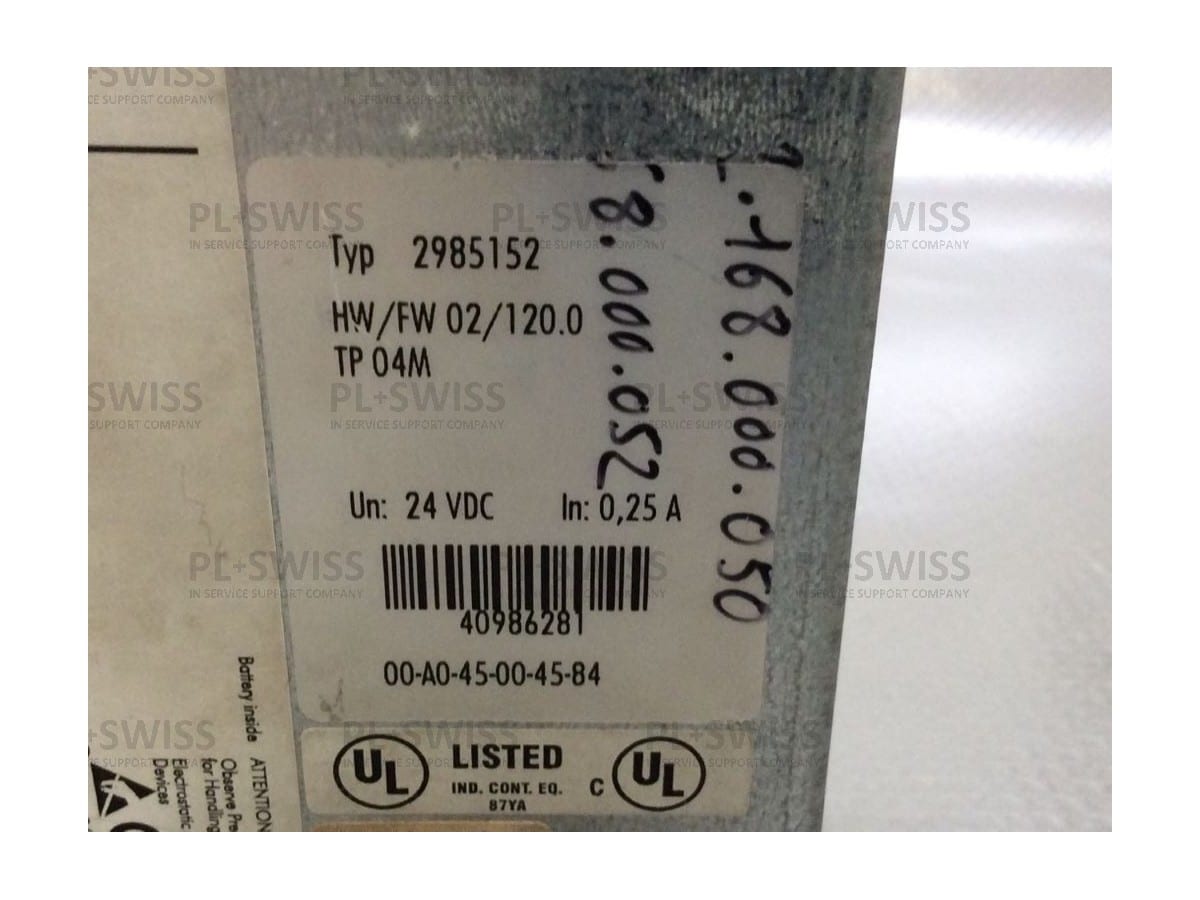 Typ 2985152
HW/FW 02/120.0
TP 04M
Un: 24 VDC In: 0,25 A
40986281
00-A0-45-00-45-84
UL LISTED C UL
IND. CONT. EQ.
87YA
8.000.052
.168.000.050
Battery inside
ATTENTION
Observe
for Handling
Electrostatic
Devices
PL+SWISS
IN SERVICE SUPPORT COMPANY